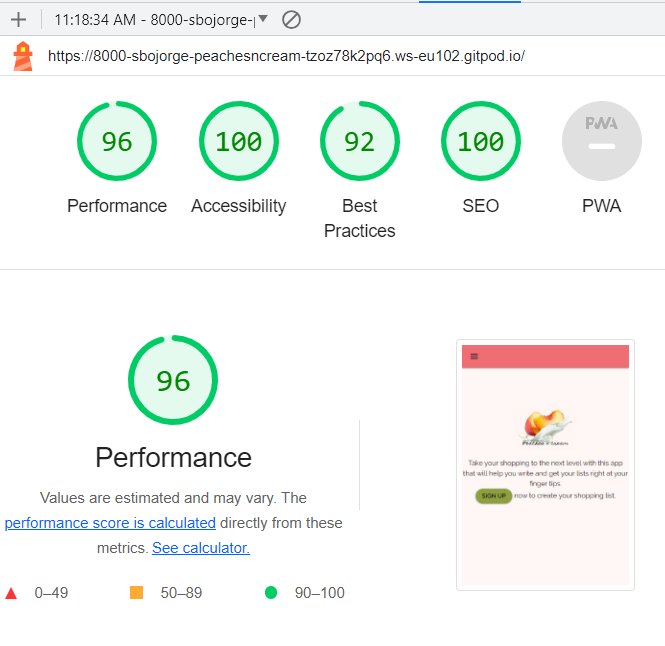 11:18:34 AM - 8000-sbojorge-
https://8000-sbojorge-peachesncream-tzoz78k2pq6.ws-eu102.gitpod.io/
96 100 92 100 PWA
Performance Accessibility Best Practices SEO PWA
96
Performance
Values are estimated and may vary. The
performance score is calculated directly from these
metrics. See calculator.
0–49 50–89 90–100
Take your shopping to the next level with this app
that will help you write and get your lists right at your
finger tips.
SIGN UP now to create your shopping list.